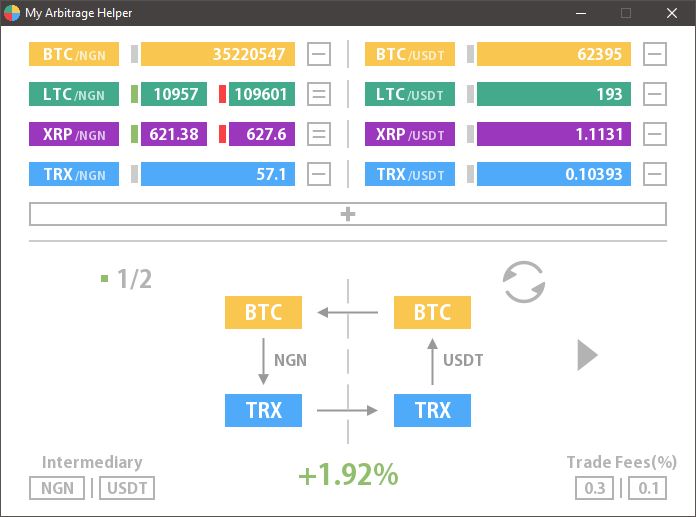 My Arbitrage Helper
BTC/NGN 35220547 BTC/USDT 62395
LTC/NGN 10957 109601 LTC/USDT 193
XRP/NGN 621.38 627.6 XRP/USDT 1.1131
TRX/NGN 57.1 TRX/USDT 0.10393
+
1/2
BTC BTC
NGN USDT
TRX TRX
Intermediary +1.92% Trade Fees(%)
NGN | USDT 0.3 | 0.1